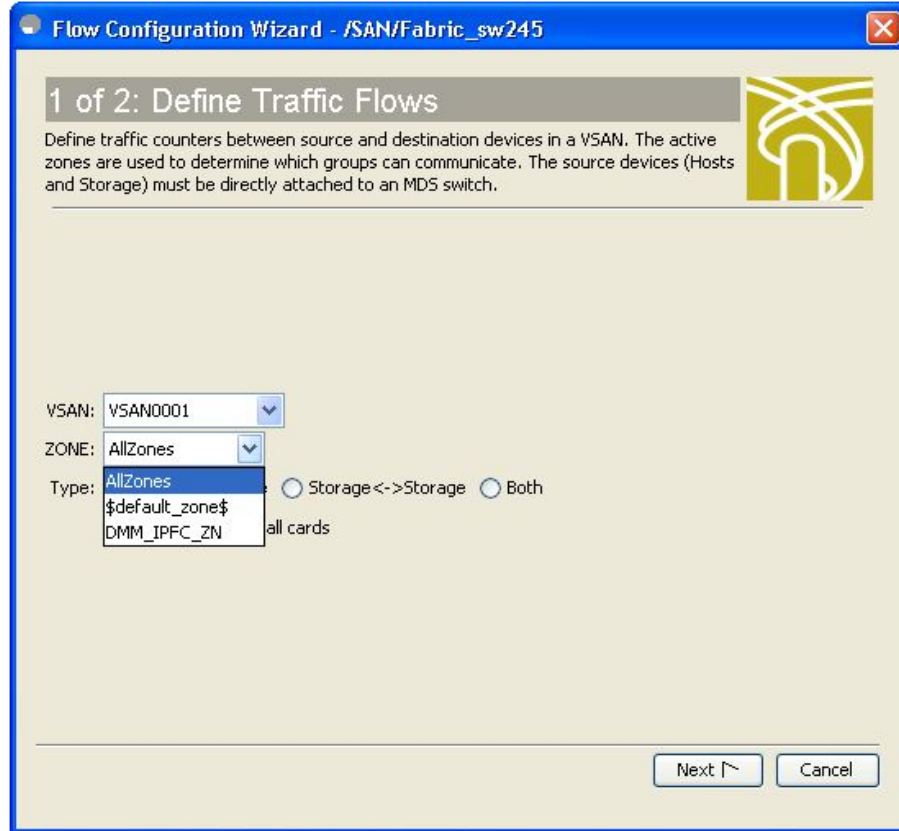 Flow Configuration Wizard - /SAN/Fabric_sw245
1 of 2: Define Traffic Flows
Define traffic counters between source and destination devices in a VSAN. The active
zones are used to determine which groups can communicate. The source devices (Hosts
and Storage) must be directly attached to an MDS switch.
VSAN: VSAN0001
ZONE: AllZones
AllZones
Type: Storage<->Storage Both
$default_zone$
DMM_IPFC_ZN all cards
Next Cancel